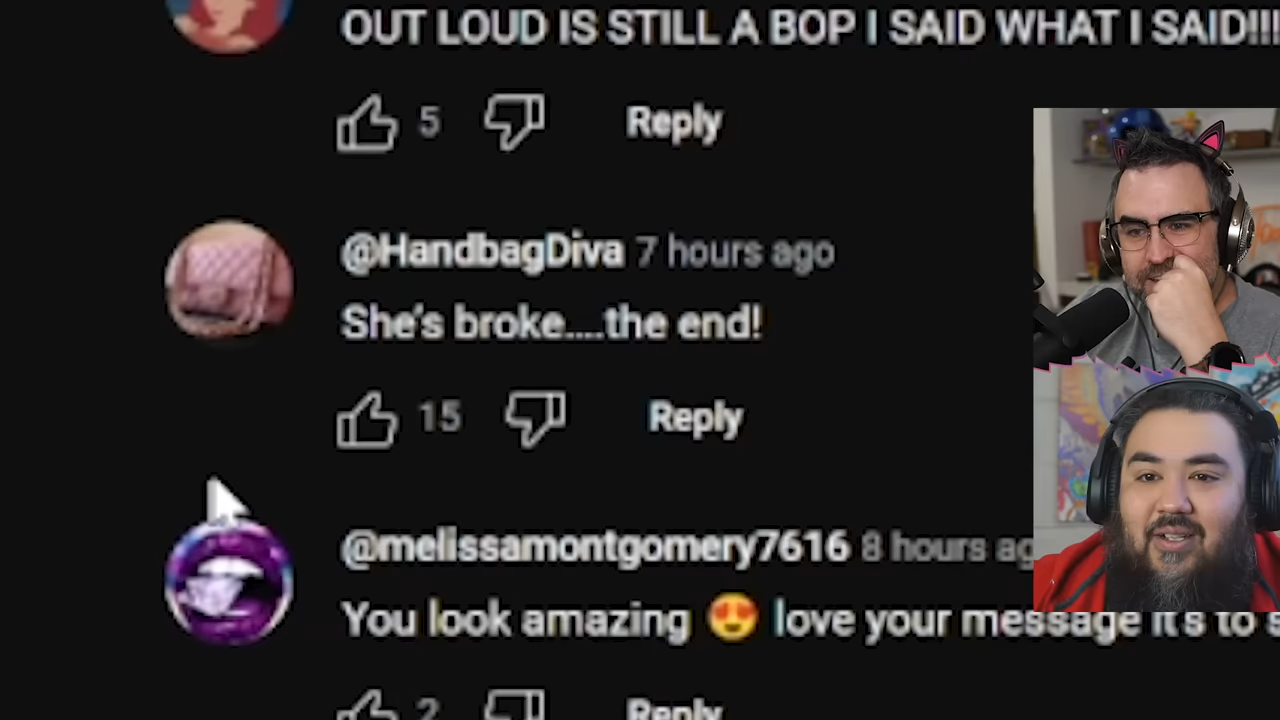 OUT LOUD IS STILL A BOP I SAID WHAT I SAID!!!
5 Reply
@HandbagDiva 7 hours ago
She's broke....the end!
15 Reply
@melissamontgomery7616 8 hours ag
You look amazing 😍 love your message it's to s
2 Reply